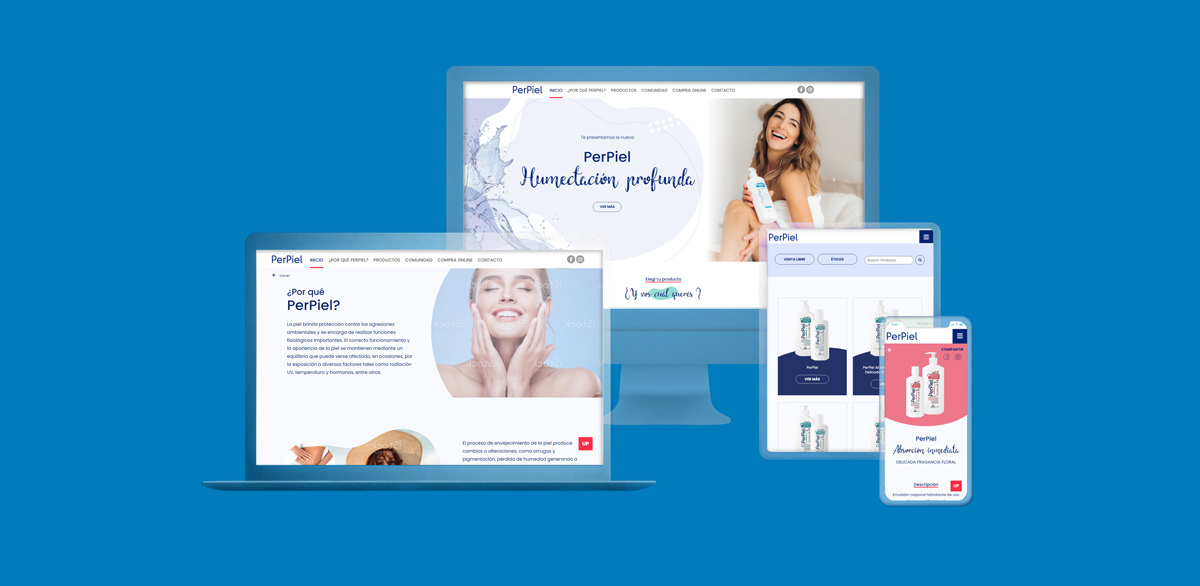 PerPiel INICIO ¿POR QUÉ PERPIEL? PRODUCTOS COMUNIDAD COMPRA ONLINE CONTACTO
Te presentamos la nueva
PerPiel
Humectación profunda
VER MÁS
Elegí tu producto
¿Y vos cuál querés?
PerPiel INICIO ¿POR QUÉ PERPIEL? PRODUCTOS COMUNIDAD COMPRA ONLINE CONTACTO
Volver
¿Por qué
PerPiel?
La piel brinda protección contra las agresiones
ambientales y se encarga de realizar funciones
fisiológicas importantes. El correcto funcionamiento y
la apariencia de la piel se mantienen mediante un
equilibrio que puede verse afectado, en ocasiones, por
la exposición a diversos factores tales como radiación
UV, temperatura y hormonas, entre otros.
El proceso de envejecimiento de la piel produce
cambios o alteraciones, como arrugas y
pigmentación, pérdida de humedad generando a
UP
PerPiel
VENTA LIBRE
ÉTICOS
Buscar Producto
PerPiel
PerPiel
PerPiel
VER MÁS
PerPiel
PerPiel
PerPiel
COMPARTIR
PerPiel
PerPiel
PerPiel
Absorción inmediata
DELICADA FRAGANCIA FLORAL
Descripción
UP
Emulsión corporal hidratante de uso